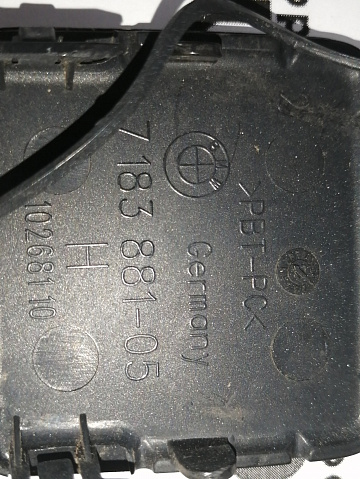 >PBT-PC<
Germany
7 183 881-05
H
10268110